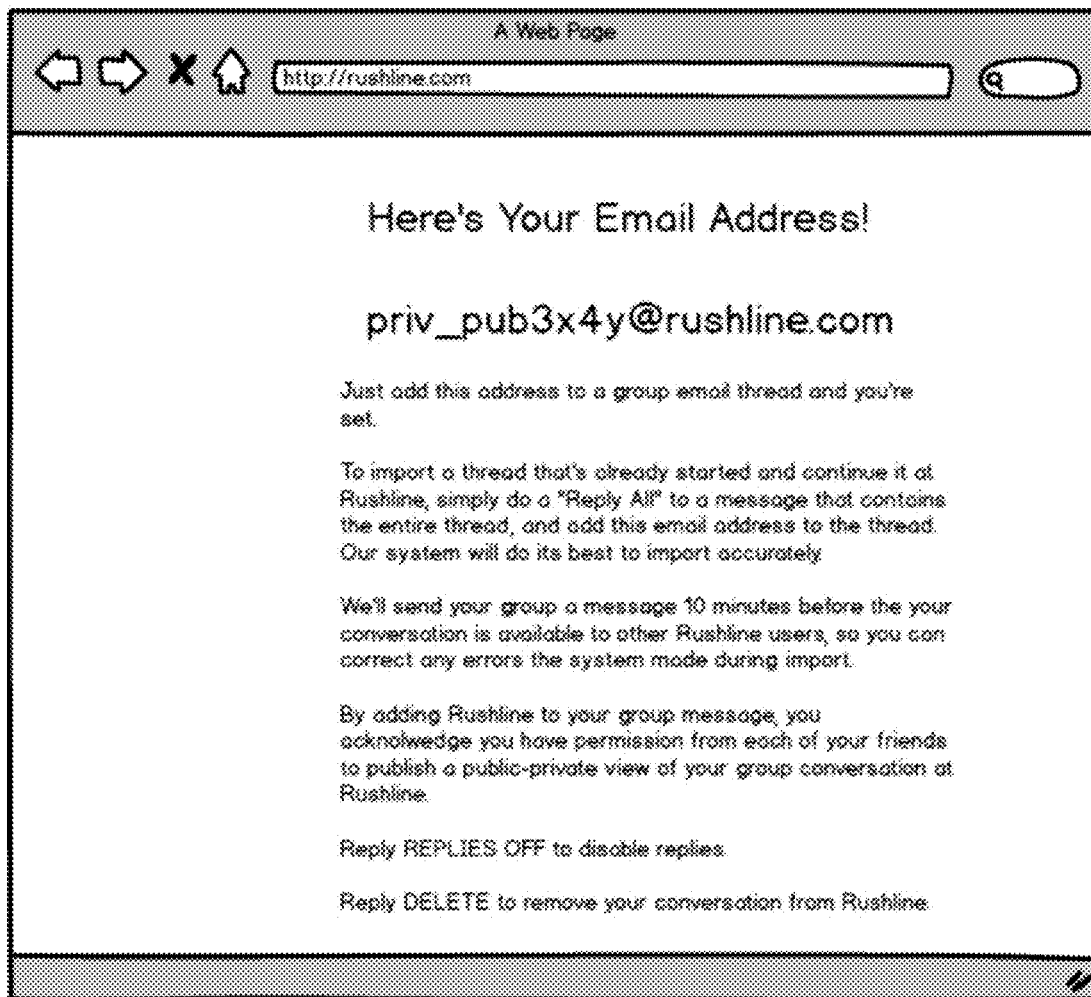 A Web Page
http://rushline.com
Here's Your Email Address!
priv_pub3x4y@rushline.com
Just add this address to a group email thread and you're
set.
To import a thread that's already started and continue it at
Rushline, simply do a "Reply All" to a message that contains
the entire thread, and add this email address to the thread.
Our system will do its best to import accurately
We'll send your group a message 10 minutes before the your
conversation is available to other Rushline users, so you can
correct any errors the system made during import.
By adding Rushline to your group message, you
acknolwedge you have permission from each of your friends
to publish a public-private view of your group conversation at
Rushline.
Reply REPLIES OFF to disable replies.
Reply DELETE to remove your conversation from Rushline.